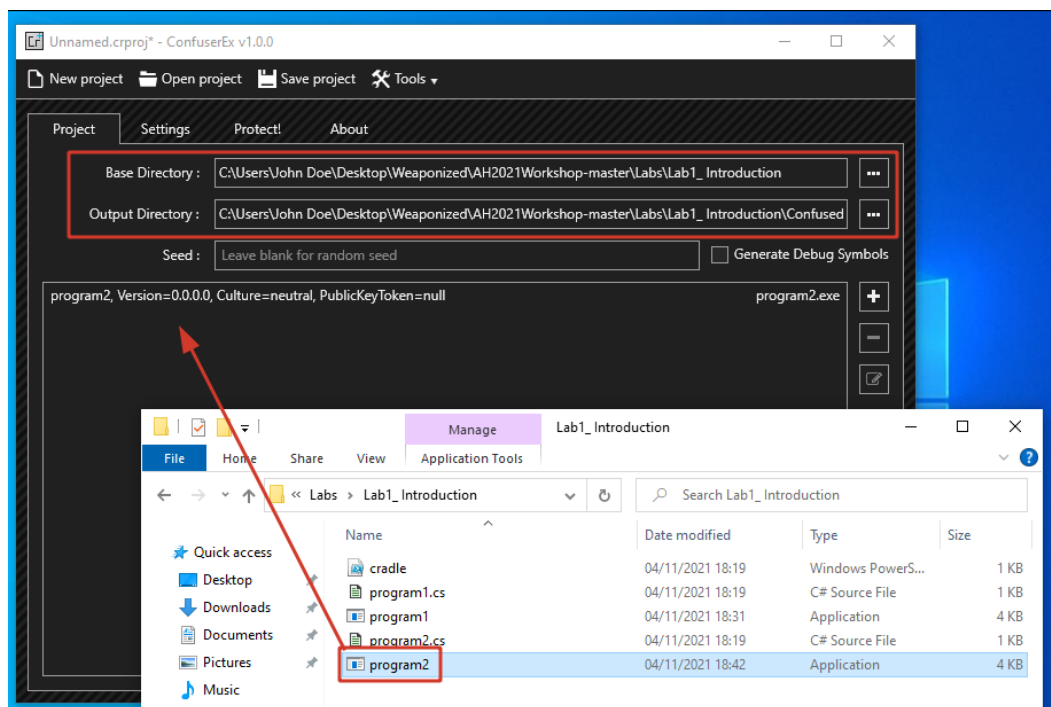 Unnamed.crproj* - ConfuserEx v1.0.0
New project Open project Save project Tools
Project Settings Protect! About
Base Directory : C:\Users\John Doe\Desktop\Weaponized\AH2021Workshop-master\Labs\Lab1_ Introduction ...
Output Directory : C:\Users\John Doe\Desktop\Weaponized\AH2021Workshop-master\Labs\Lab1_ Introduction\Confused ...
Seed : Leave blank for random seed Generate Debug Symbols
program2, Version=0.0.0.0, Culture=neutral, PublicKeyToken=null program2.exe
Manage Lab1_ Introduction
File Home Share View Application Tools
« Labs › Lab1_ Introduction Search Lab1_ Introduction
Name Date modified Type Size
Quick access
cradle 04/11/2021 18:19 Windows PowerS... 1 KB
Desktop
program1.cs 04/11/2021 18:19 C# Source File 1 KB
Downloads
program1 04/11/2021 18:31 Application 4 KB
Documents
program2.cs 04/11/2021 18:19 C# Source File 1 KB
Pictures
program2 04/11/2021 18:42 Application 4 KB
Music